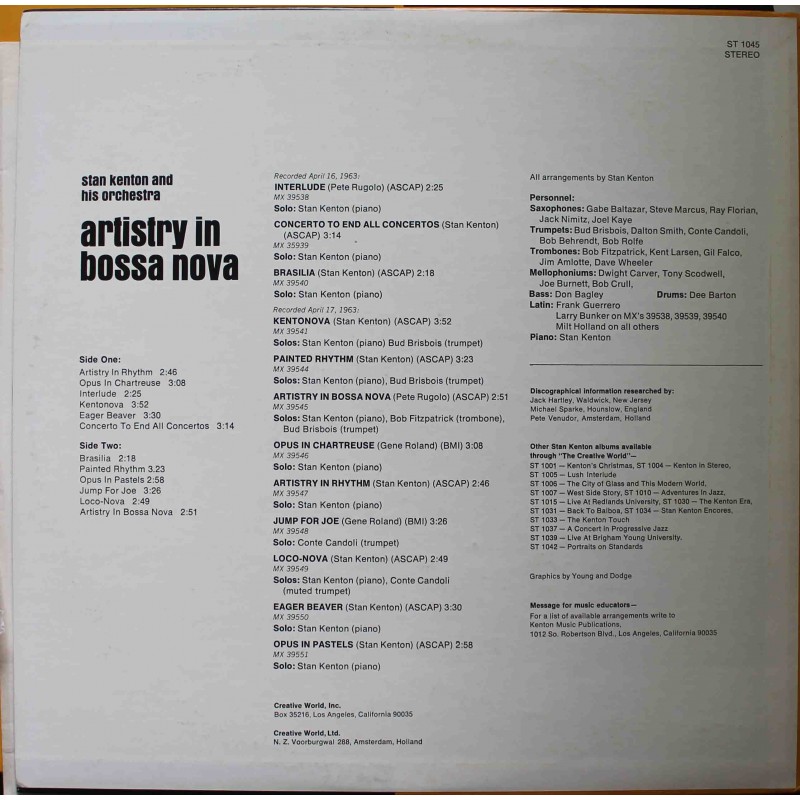 ST 1045
STEREO
stan kenton and
his orchestra
artistry in
bossa nova
Side One:
Artistry In Rhythm 2:46
Opus In Chartreuse 3:08
Interlude 2:25
Kentonova 3:52
Eager Beaver 3:30
Concerto To End All Concertos 3:14
Side Two:
Brasilia 2:18
Painted Rhythm 3.23
Opus In Pastels 2:58
Jump For Joe 3:26
Loco-Nova 2:49
Artistry In Bossa Nova 2:51
Recorded April 16, 1963:
INTERLUDE (Pete Rugolo) (ASCAP) 2:25
MX 39538
Solo: Stan Kenton (piano)
CONCERTO TO END ALL CONCERTOS (Stan Kenton)
(ASCAP) 3:14
MX 35939
Solo: Stan Kenton (piano)
BRASILIA (Stan Kenton) (ASCAP) 2:18
MX 39540
Solo: Stan Kenton (piano)
Recorded April 17, 1963:
KENTONOVA (Stan Kenton) (ASCAP) 3:52
MX 39541
Solos: Stan Kenton (piano) Bud Brisbois (trumpet)
PAINTED RHYTHM (Stan Kenton) (ASCAP) 3:23
MX 39544
Solos: Stan Kenton (piano), Bud Brisbois (trumpet)
ARTISTRY IN BOSSA NOVA (Pete Rugolo) (ASCAP) 2:51
MX 39545
Solos: Stan Kenton (piano), Bob Fitzpatrick (trombone),
Bud Brisbois (trumpet)
OPUS IN CHARTREUSE (Gene Roland) (BMI) 3:08
MX 39546
Solo: Stan Kenton (piano)
ARTISTRY IN RHYTHM (Stan Kenton) (ASCAP) 2:46
MX 39547
Solo: Stan Kenton (piano)
JUMP FOR JOE (Gene Roland) (BMI) 3:26
MX 39548
Solo: Conte Candoli (trumpet)
LOCO-NOVA (Stan Kenton) (ASCAP) 2:49
MX 39549
Solos: Stan Kenton (piano), Conte Candoli
(muted trumpet)
EAGER BEAVER (Stan Kenton) (ASCAP) 3:30
MX 39550
Solo: Stan Kenton (piano)
OPUS IN PASTELS (Stan Kenton) (ASCAP) 2:58
MX 39551
Solo: Stan Kenton (piano)
Creative World, Inc.
Box 35216, Los Angeles, California 90035
Creative World, Ltd.
N. Z. Voorburgwal 288, Amsterdam, Holland
All arrangements by Stan Kenton
Personnel:
Saxophones: Gabe Baltazar, Steve Marcus, Ray Florian,
Jack Nimitz, Joel Kaye
Trumpets: Bud Brisbois, Dalton Smith, Conte Candoli,
Bob Behrendt, Bob Rolfe
Trombones: Bob Fitzpatrick, Kent Larsen, Gil Falco,
Jim Amlotte, Dave Wheeler
Mellophoniums: Dwight Carver, Tony Scodwell,
Joe Burnett, Bob Crull,
Bass: Don Bagley Drums: Dee Barton
Latin: Frank Guerrero
Larry Bunker on MX's 39538, 39539, 39540
Milt Holland on all others
Piano: Stan Kenton
Discographical information researched by:
Jack Hartley, Waldwick, New Jersey
Michael Sparke, Hounslow, England
Pete Venudor, Amsterdam, Holland
Other Stan Kenton albums available
through "The Creative World"—
ST 1001 — Kenton's Christmas, ST 1004 — Kenton in Stereo,
ST 1005 — Lush Interlude
ST 1006 — The City of Glass and This Modern World,
ST 1007 — West Side Story, ST 1010 — Adventures In Jazz,
ST 1015 — Live At Redlands University, ST 1030 — The Kenton Era,
ST 1031 — Back To Balboa, ST 1034 — Stan Kenton Encores,
ST 1033 — The Kenton Touch
ST 1037 — A Concert In Progressive Jazz
ST 1039 — Live At Brigham Young University.
ST 1042 — Portraits on Standards
Graphics by Young and Dodge
Message for music educators—
For a list of available arrangements write to
Kenton Music Publications,
1012 So. Robertson Blvd., Los Angeles, California 90035